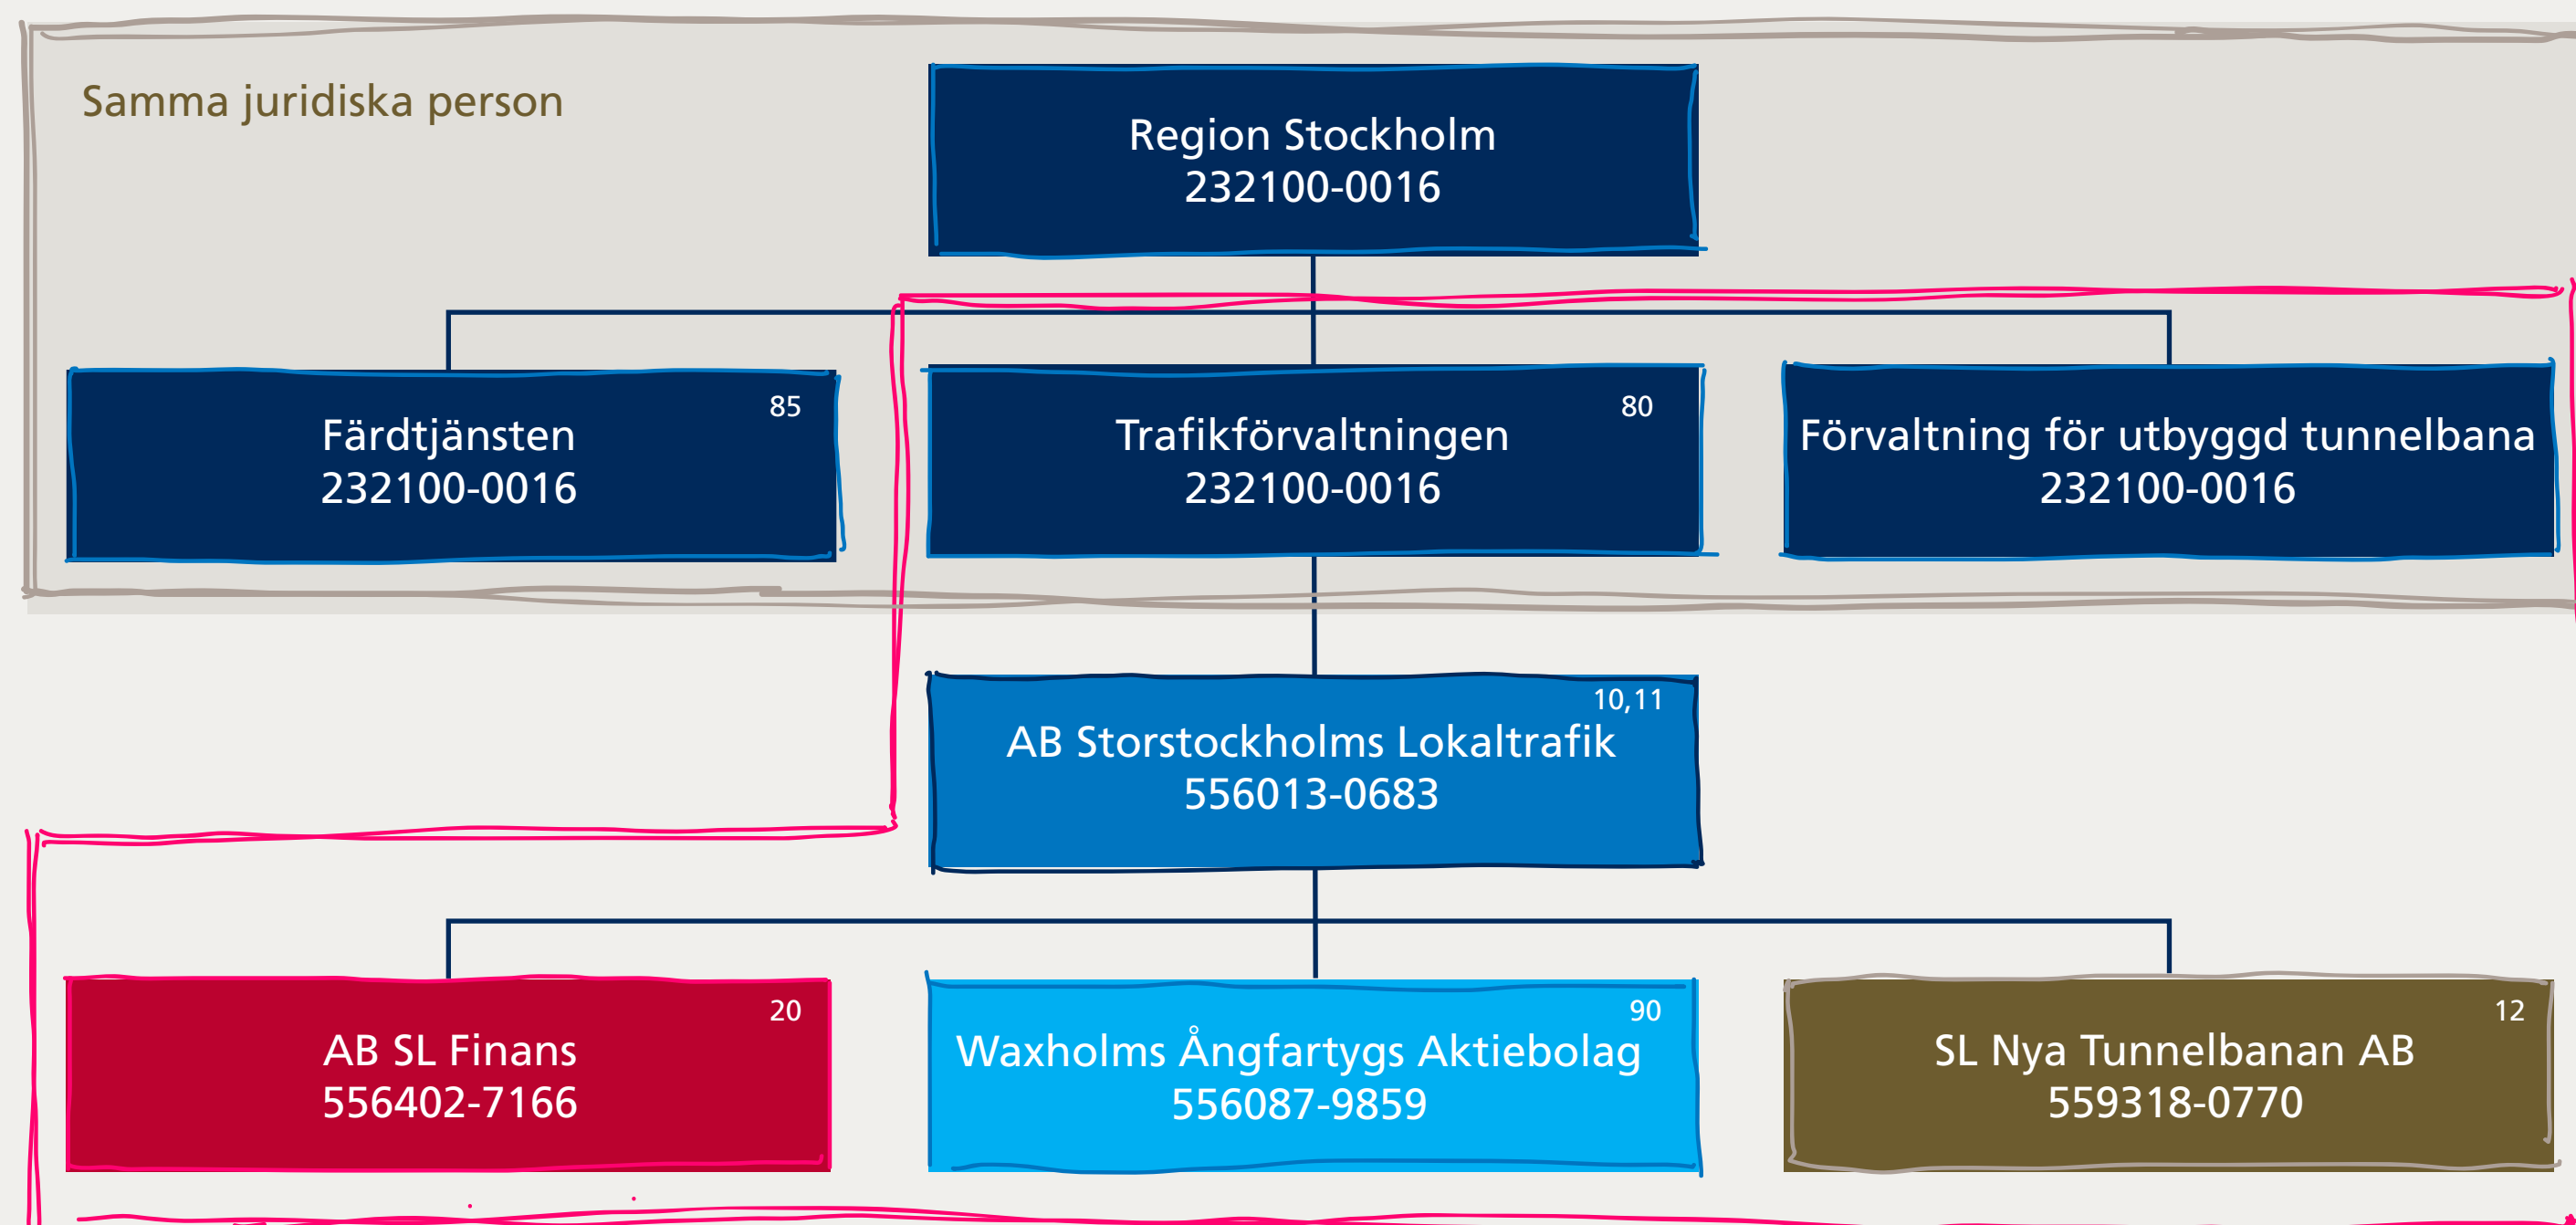 Samma juridiska person
Region Stockholm
232100-0016
85
Färdtjänsten
232100-0016
80
Trafikförvaltningen
232100-0016
Förvaltning för utbyggd tunnelbana
232100-0016
10,11
AB Storstockholms Lokaltrafik
556013-0683
20
AB SL Finans
556402-7166
90
Waxholms Ångfartygs Aktiebolag
556087-9859
12
SL Nya Tunnelbanan AB
559318-0770